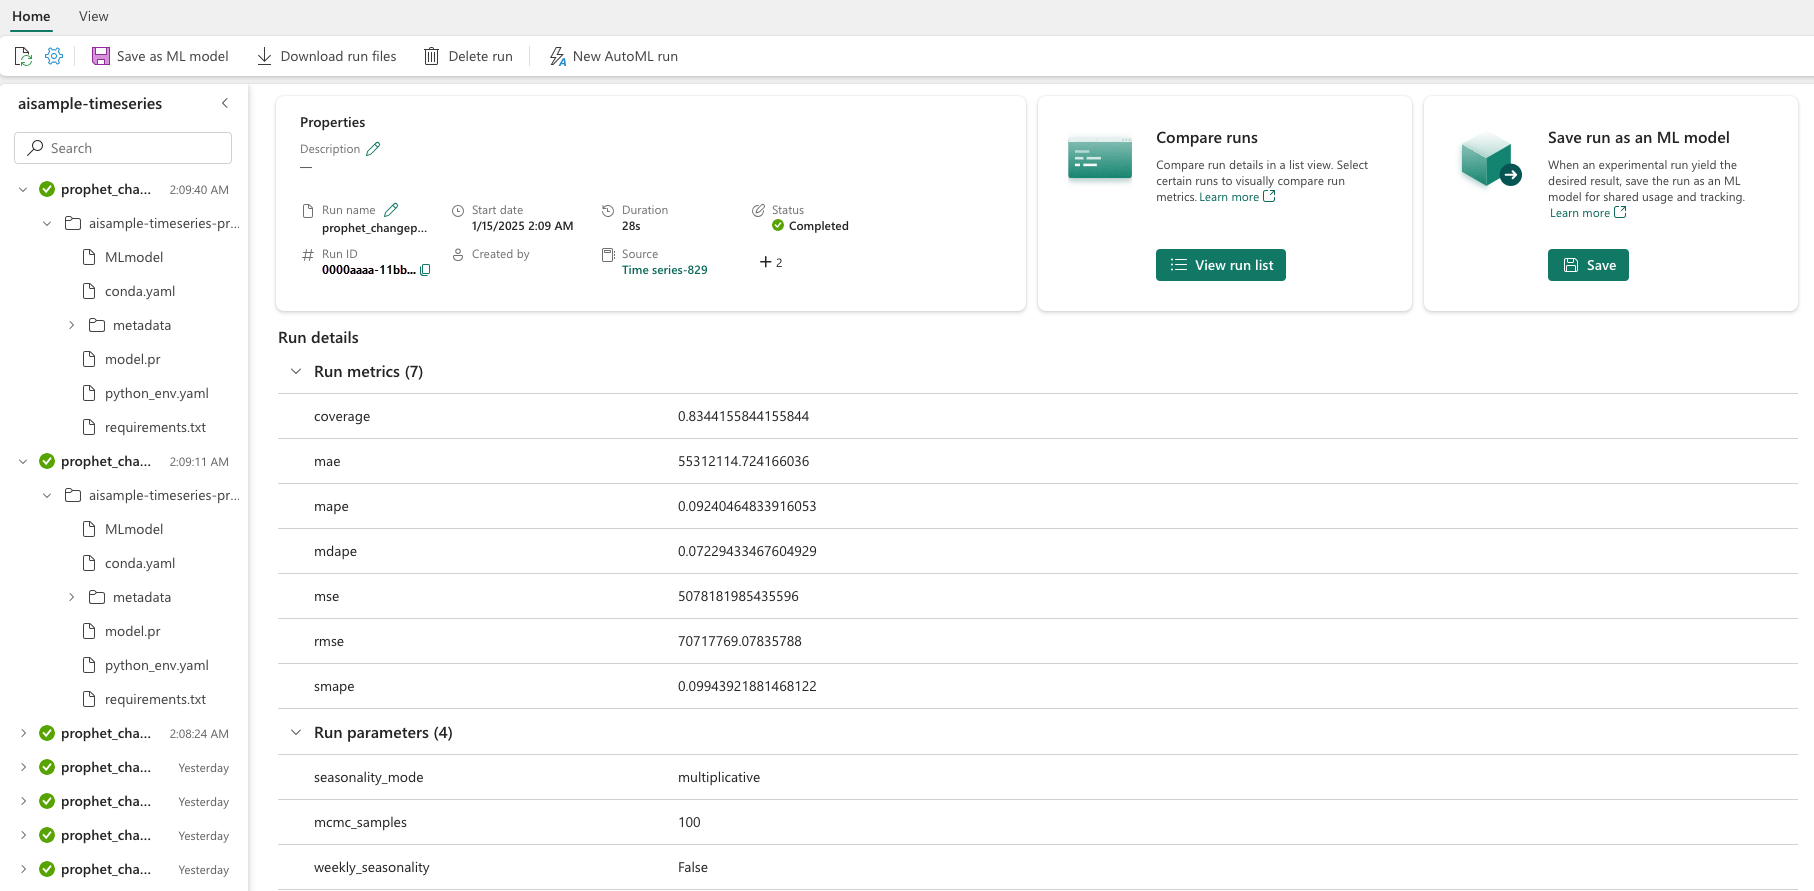 Home
View
Save as ML model
Download run files
Delete run
New AutoML run
aisample-timeseries
Search
prophet_cha... 2:09:40 AM
aisample-timeseries-pr...
MLmodel
conda.yaml
metadata
model.pr
python_env.yaml
requirements.txt
prophet_cha... 2:09:11 AM
aisample-timeseries-pr...
MLmodel
conda.yaml
metadata
model.pr
python_env.yaml
requirements.txt
prophet_cha... 2:08:24 AM
prophet_cha... Yesterday
prophet_cha... Yesterday
prophet_cha... Yesterday
prophet_cha... Yesterday
Properties
Description
—
Run name
prophet_changep...
Start date
1/15/2025 2:09 AM
Duration
28s
Status
Completed
Run ID
0000aaaa-11bb...
Created by
Source
Time series-829
+ 2
Compare runs
Compare run details in a list view. Select
certain runs to visually compare run
metrics. Learn more
View run list
Save run as an ML model
When an experimental run yield the
desired result, save the run as an ML
model for shared usage and tracking.
Learn more
Save
Run details
Run metrics (7)
coverage 0.8344155844155844
mae 55312114.724166036
mape 0.09240464833916053
mdape 0.07229433467604929
mse 5078181985435596
rmse 70717769.07835788
smape 0.09943921881468122
Run parameters (4)
seasonality_mode multiplicative
mcmc_samples 100
weekly_seasonality False